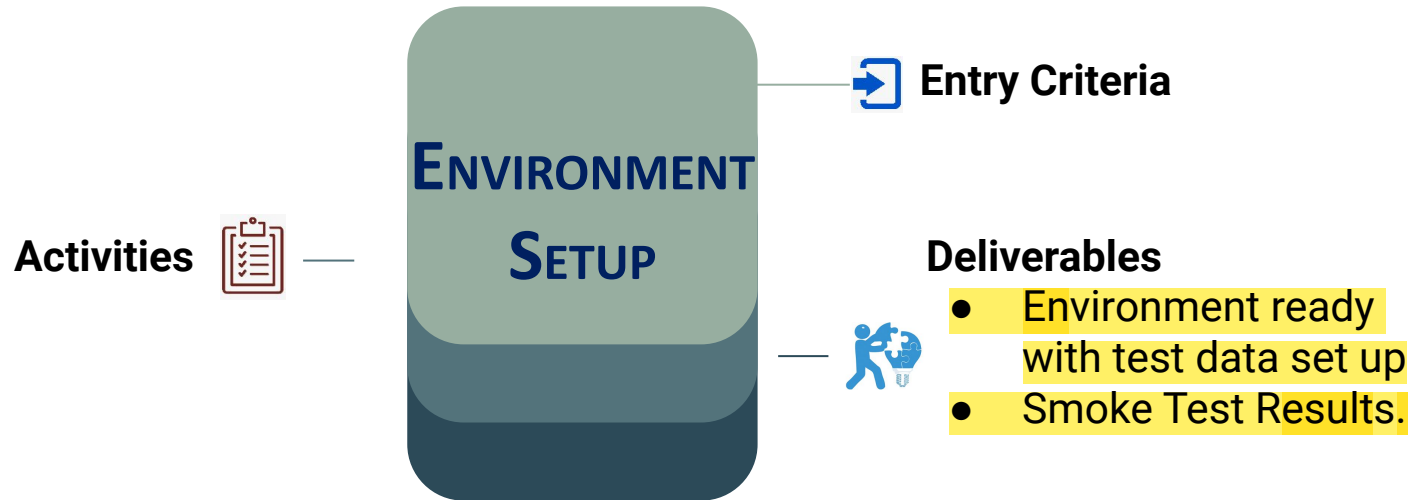 Activities
ENVIRONMENT
SETUP
Entry Criteria
Deliverables
● Environment ready
with test data set up
● Smoke Test Results.